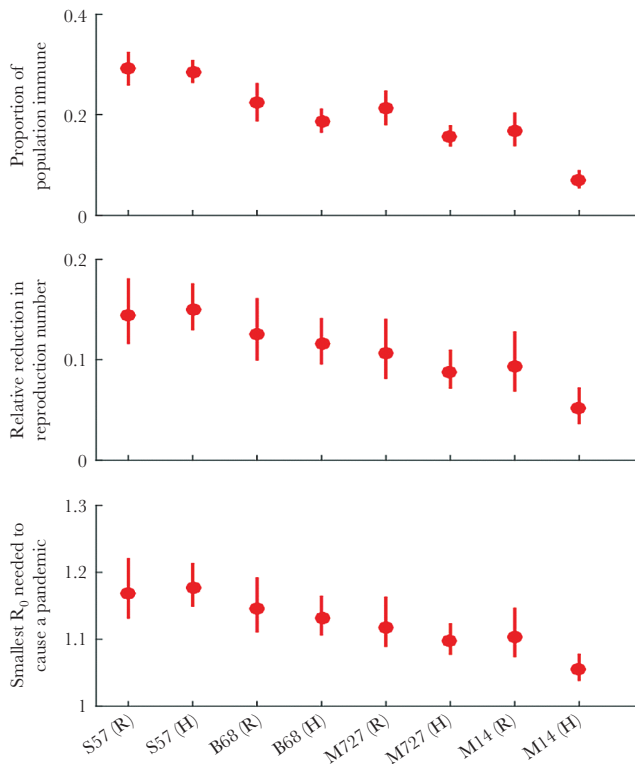 Proportion of
population immune
0.4
0.2
0
Relative reduction in
reproduction number
0.2
0.1
0
Smallest R₀ needed to
cause a pandemic
1.3
1.2
1.1
1
S57 (R)
S57 (H)
B68 (R)
B68 (H)
M727 (R)
M727 (H)
M14 (R)
M14 (H)